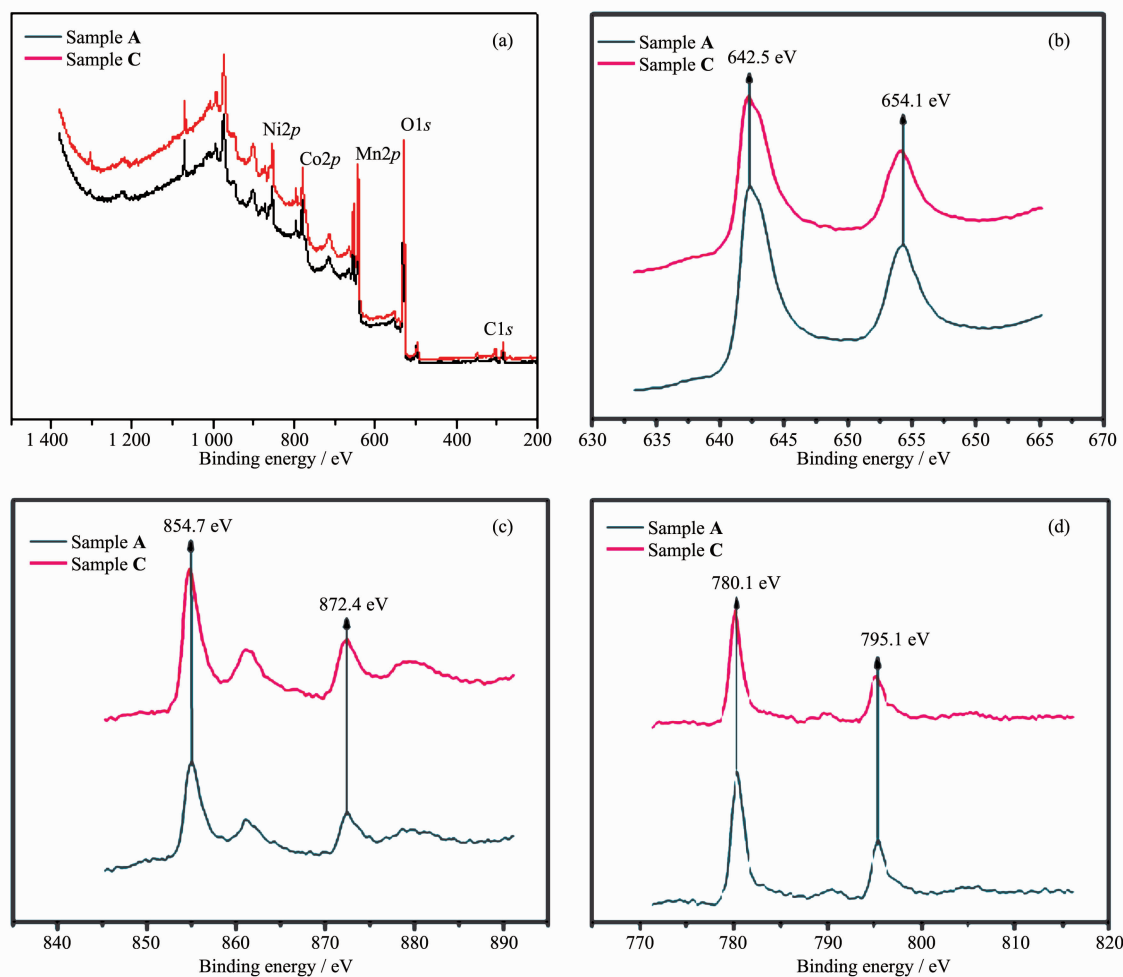 Sample A
Sample C
(a)
Ni2p
Co2p
Mn2p
O1s
C1s
1 400 1 200 1 000 800 600 400 200
Binding energy / eV
Sample A
Sample C
(b)
642.5 eV
654.1 eV
630 635 640 645 650 655 650 665 670
Binding energy / eV
Sample A
Sample C
(c)
854.7 eV
872.4 eV
840 850 860 870 880 890
Binding energy / eV
Sample A
Sample C
(d)
780.1 eV
795.1 eV
770 780 790 800 810 820
Binding energy / eV